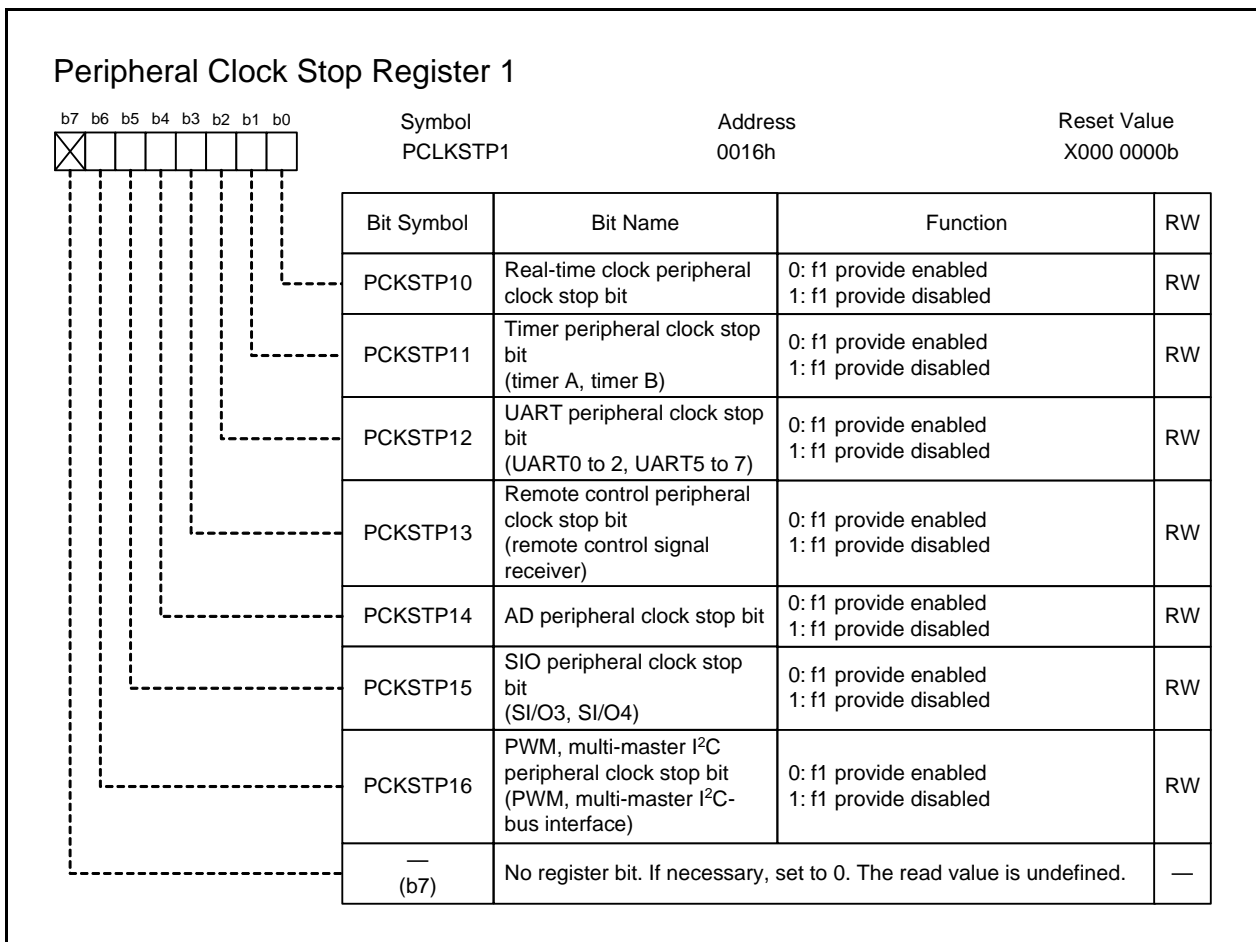 Peripheral Clock Stop Register 1
b7 b6 b5 b4 b3 b2 b1 b0
Symbol Address Reset Value
PCLKSTP1 0016h X000 0000b
Bit Symbol Bit Name Function RW
PCKSTP10 Real-time clock peripheral
clock stop bit
0: f1 provide enabled
1: f1 provide disabled
RW
PCKSTP11 Timer peripheral clock stop
bit
(timer A, timer B)
0: f1 provide enabled
1: f1 provide disabled
RW
PCKSTP12 UART peripheral clock stop
bit
(UART0 to 2, UART5 to 7)
0: f1 provide enabled
1: f1 provide disabled
RW
PCKSTP13 Remote control peripheral
clock stop bit
(remote control signal
receiver)
0: f1 provide enabled
1: f1 provide disabled
RW
PCKSTP14 AD peripheral clock stop bit
0: f1 provide enabled
1: f1 provide disabled
RW
PCKSTP15 SIO peripheral clock stop
bit
(SI/O3, SI/O4)
0: f1 provide enabled
1: f1 provide disabled
RW
PCKSTP16 PWM, multi-master I²C
peripheral clock stop bit
(PWM, multi-master I²C-
bus interface)
0: f1 provide enabled
1: f1 provide disabled
RW
—
(b7)
No register bit. If necessary, set to 0. The read value is undefined. —